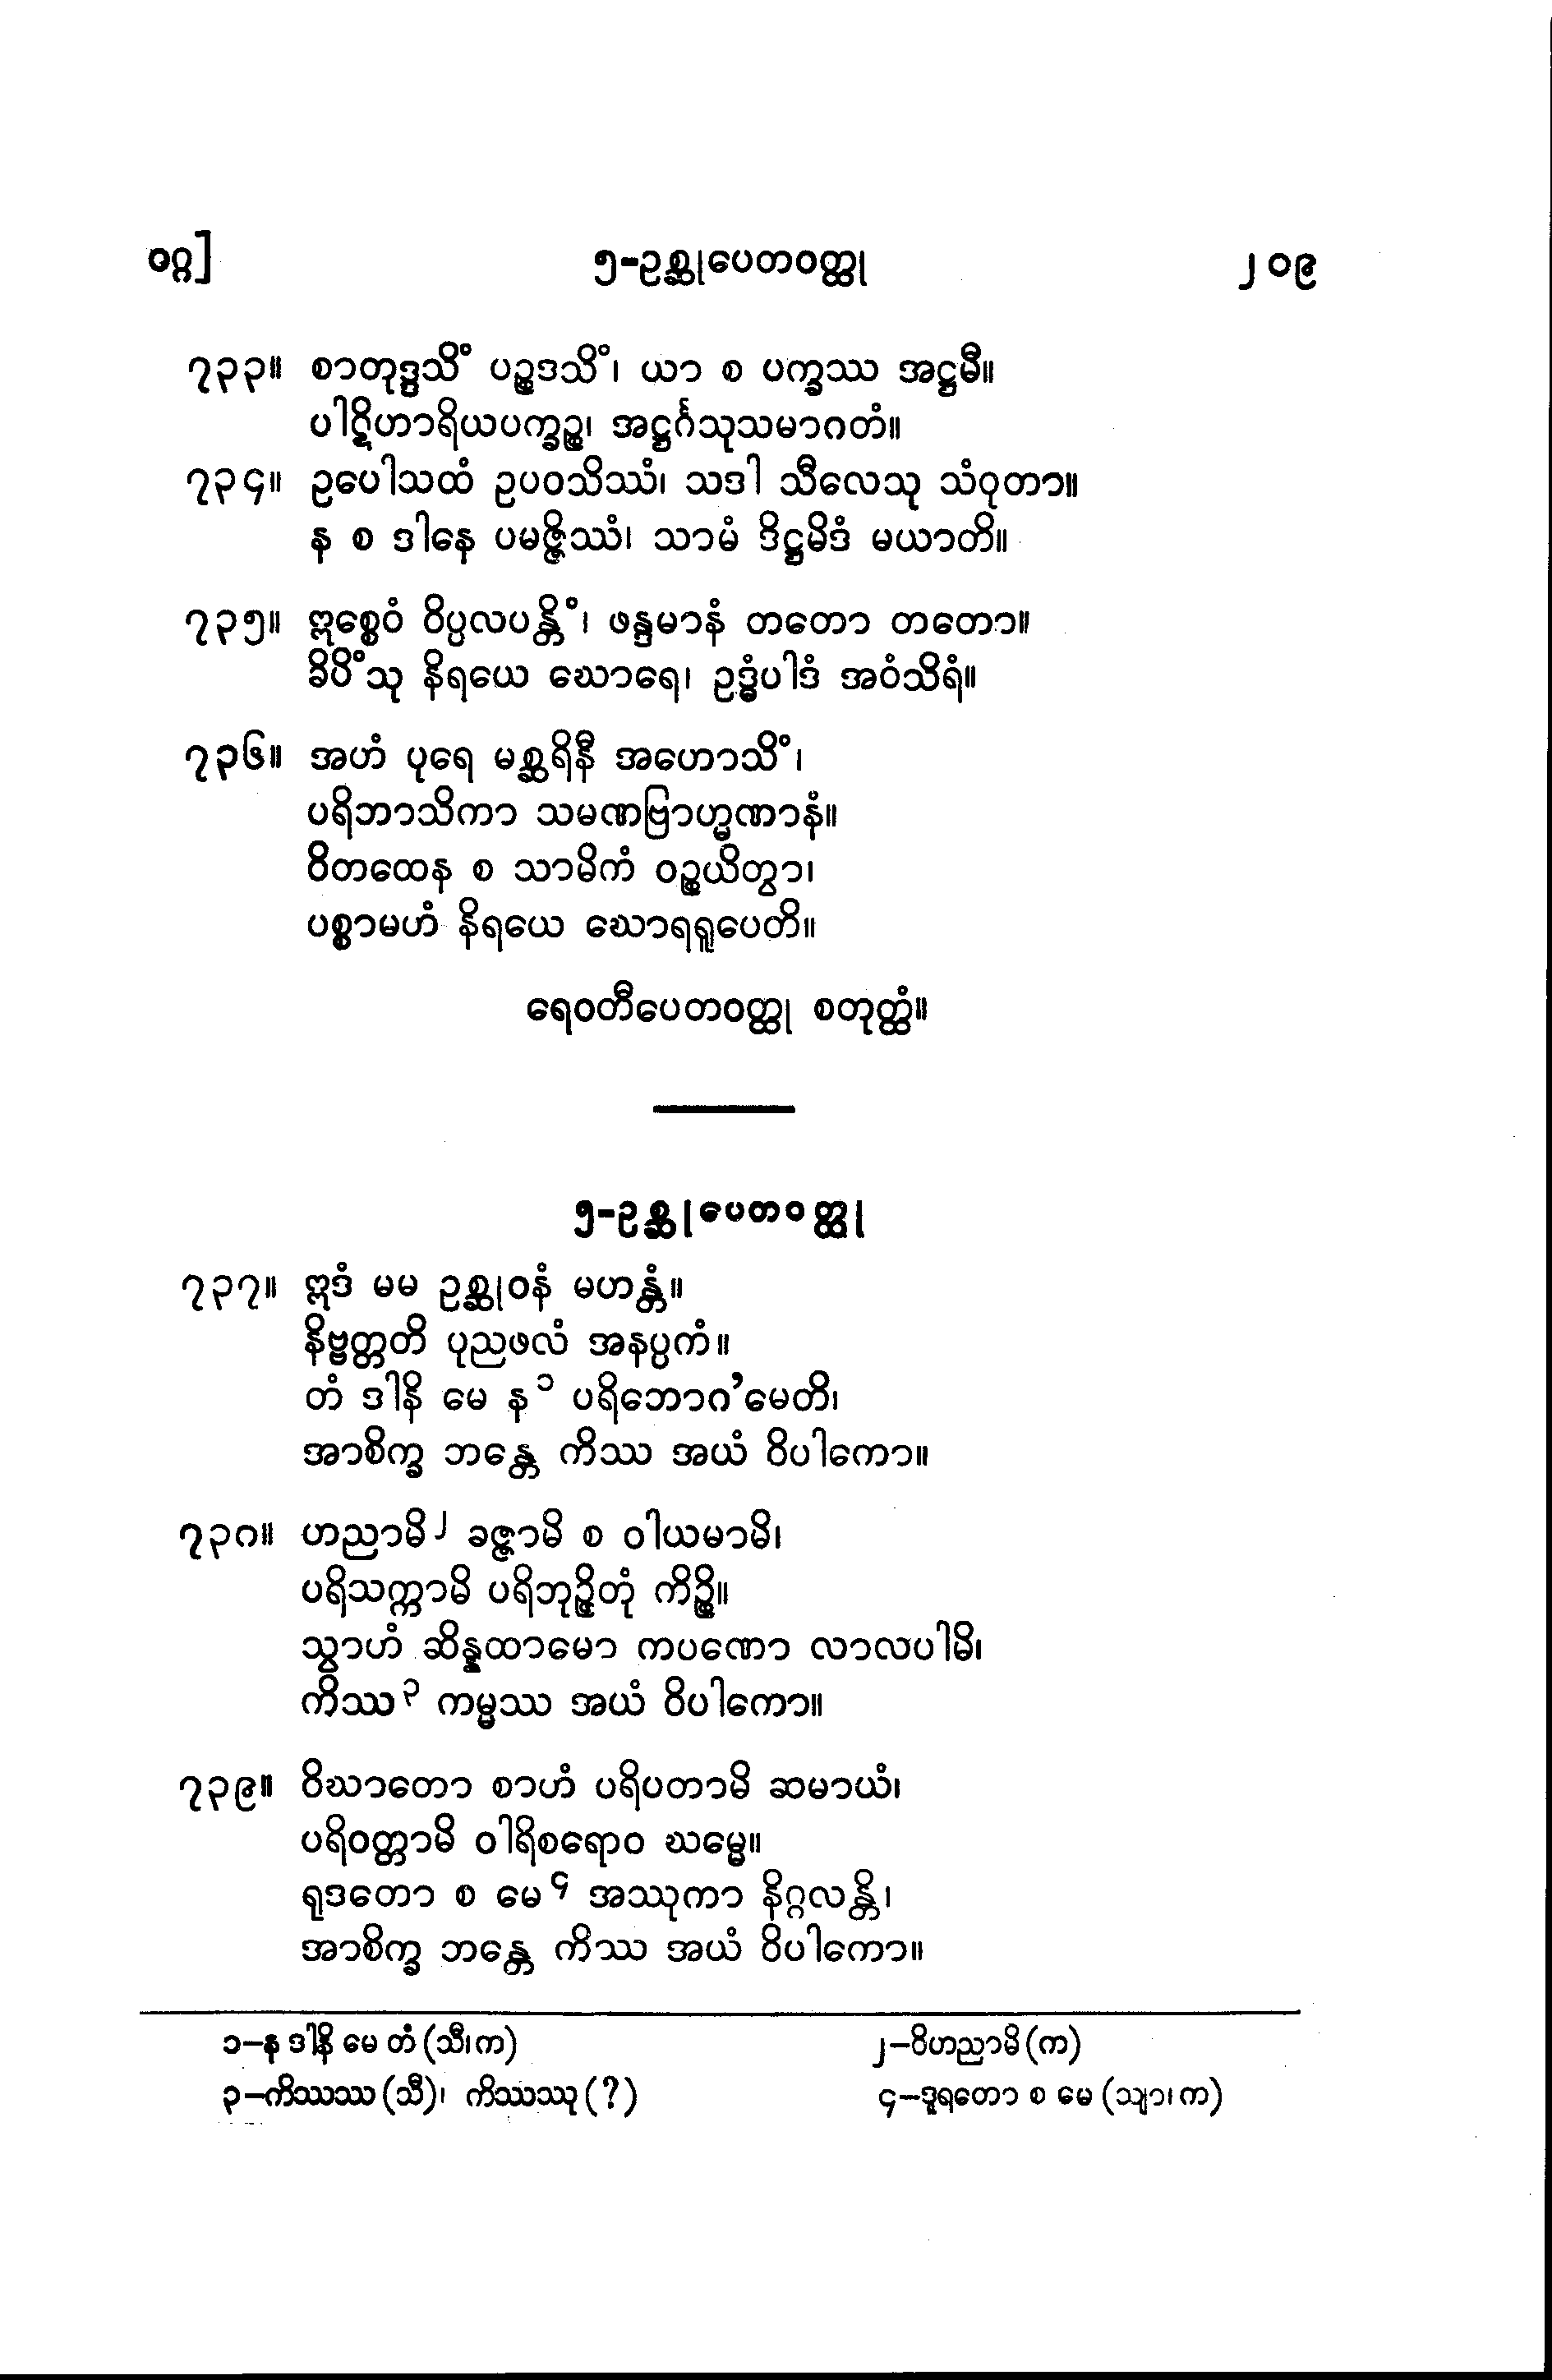 ဝဂ္ဂ] ၅-ဥစ္ဆုပေတဝတ္ထု ၂၀၉
၇၃၃။ စာတုဒ္ဒသိံ ပဉ္စဒသိံ၊ ယာ စ ပက္ခဿ အဋ္ဌမီ။
ပါဋိဟာရိယပက္ခဉ္စ၊ အဋ္ဌင်္ဂသုသမာဂတံ။
၇၃၄။ ဥပေါသထံ ဥပဝသိဿံ၊ သဒါ သီလေသု သံဝုတာ။
န စ ဒါနေ ပမဇ္ဇိဿံ၊ သာမံ ဒိဋ္ဌမိဒံ မယာတိ။
၇၃၅။ ဣစ္စေဝံ ဝိပ္ပလပန္တိံ၊ ဖန္ဒမာနံ တတော တတော။
ခိပိံသု နိရယေ ဃောရေ၊ ဥဒ္ဓံပါဒံ အဝံသိရံ။
၇၃၆။ အဟံ ပုရေ မစ္ဆရိနီ အဟောသိံ၊
ပရိဘာသိကာ သမဏဗြာဟ္မဏာနံ။
ဝိတထေန စ သာမိကံ ဝဉ္စယိတွာ၊
ပစ္စာမဟံ နိရယေ ဃောရရူပေတိ။
ရေဝတီပေတဝတ္ထု စတုတ္ထံ။
၅-ဥစ္ဆုပေတဝတ္ထု
၇၃၇။ ဣဒံ မမ ဥစ္ဆုဝနံ မဟန္တံ။
နိဗ္ဗတ္တတိ ပုညဖလံ အနပ္ပကံ။
တံ ဒါနိ မေ န၁ ပရိဘောဂ’မေတိ၊
အာစိက္ခ ဘန္တေ ကိဿ အယံ ဝိပါကော။
၇၃၈။ ဟညာမိ၂ ခဇ္ဇာမိ စ ဝါယမာမိ၊
ပရိသက္ကာမိ ပရိဘုဉ္ဇိတုံ ကိဉ္စိ။
သွာဟံ ဆိန္နထာမော ကပဏော လာလပါမိ၊
ကိဿ၃ ကမ္မဿ အယံ ဝိပါကော။
၇၃၉။ ဝိဃာတော စာဟံ ပရိပတာမိ ဆမာယံ၊
ပရိဝတ္တာမိ ဝါရိစရောဝ ဃမ္မေ။
ရုဒတော စ မေ၄ အဿုကာ နိဂ္ဂလန္တိ၊
အာစိက္ခ ဘန္တေ ကိဿ အယံ ဝိပါကော။
၁—န ဒါနိ မေ တံ (သီ၊က) ၂—ဝိဟညာမိ (က)
၃—ကိဿဿ (သီ)၊ ကိဿဿု (?) ၄—ဒူရတော စ မေ (သျာ၊က)